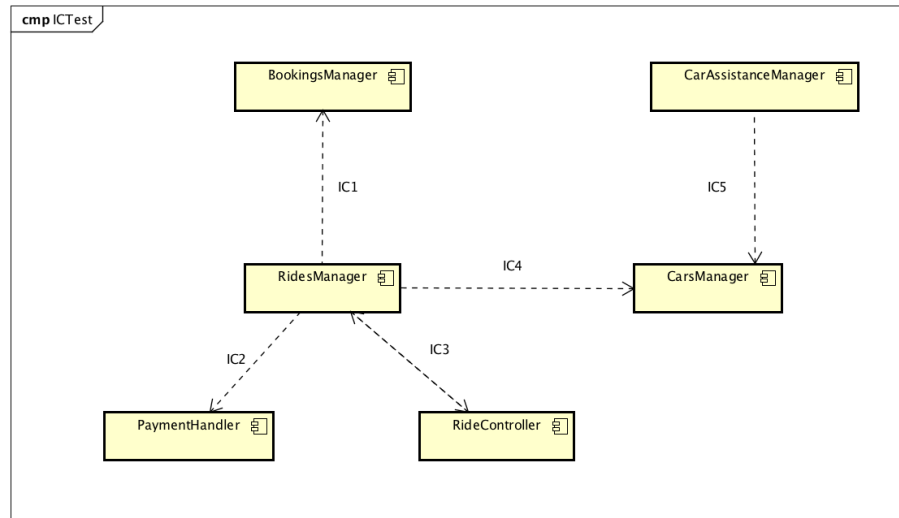 cmp ICTest
BookingsManager
CarAssistanceManager
IC1
IC5
RidesManager
IC4
CarsManager
IC2
IC3
PaymentHandler
RideController